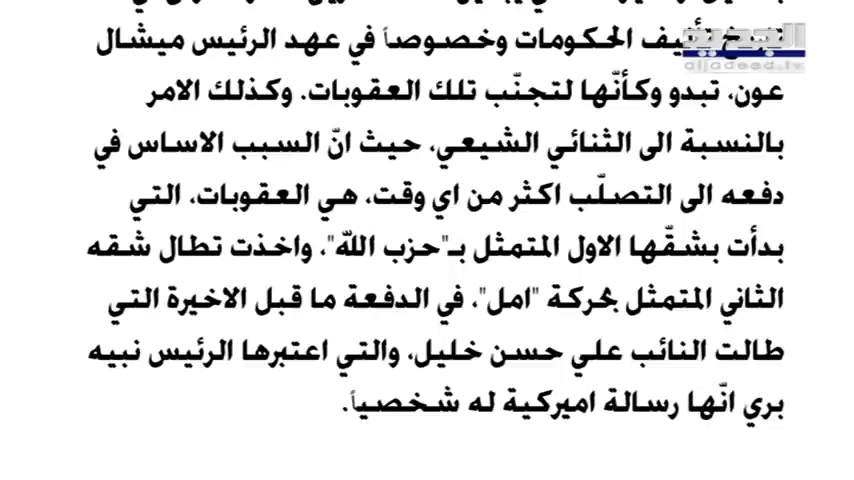 الجديد
aljadeed.tv
تأليف الحكومات وخصوصاً في عهد الرئيس ميشال
عون، تبدو وكأنّها لتجنّب تلك العقوبات. وكذلك الامر
بالنسبة الى الثنائي الشيعي، حيث انّ السبب الاساس في
دفعه الى التصلّب اكثر من اي وقت، هي العقوبات، التي
بدأت بشقّها الاول المتمثل بـ"حزب الله"، واخذت تطال شقه
الثاني المتمثل بحركة "امل"، في الدفعة ما قبل الاخيرة التي
طالت النائب علي حسن خليل، والتي اعتبرها الرئيس نبيه
بري انّها رسالة اميركية له شخصياً.